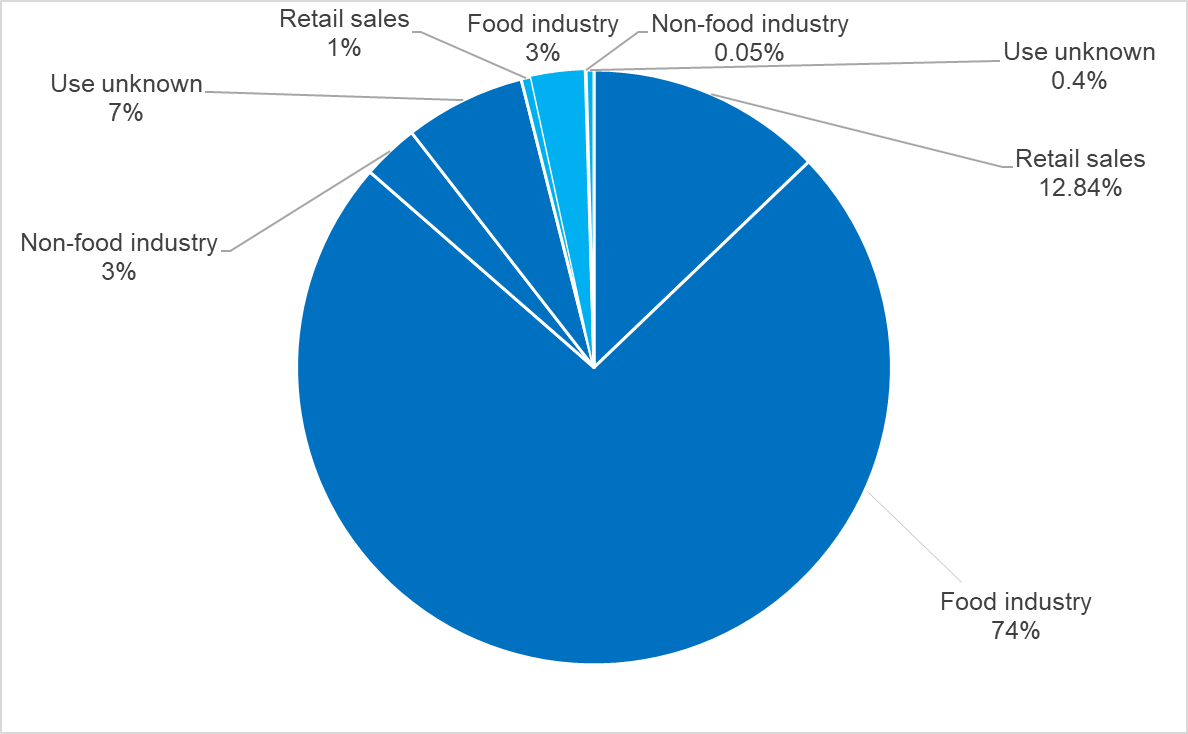 Retail sales
1%
Food industry
3%
Non-food industry
0.05%
Use unknown
0.4%
Use unknown
7%
Retail sales
12.84%
Non-food industry
3%
Food industry
74%